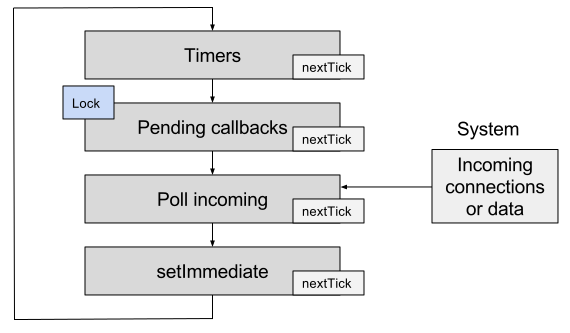 Timers
nextTick
Lock
Pending callbacks
nextTick
System
Incoming
connections
or data
Poll incoming
nextTick
setImmediate
nextTick